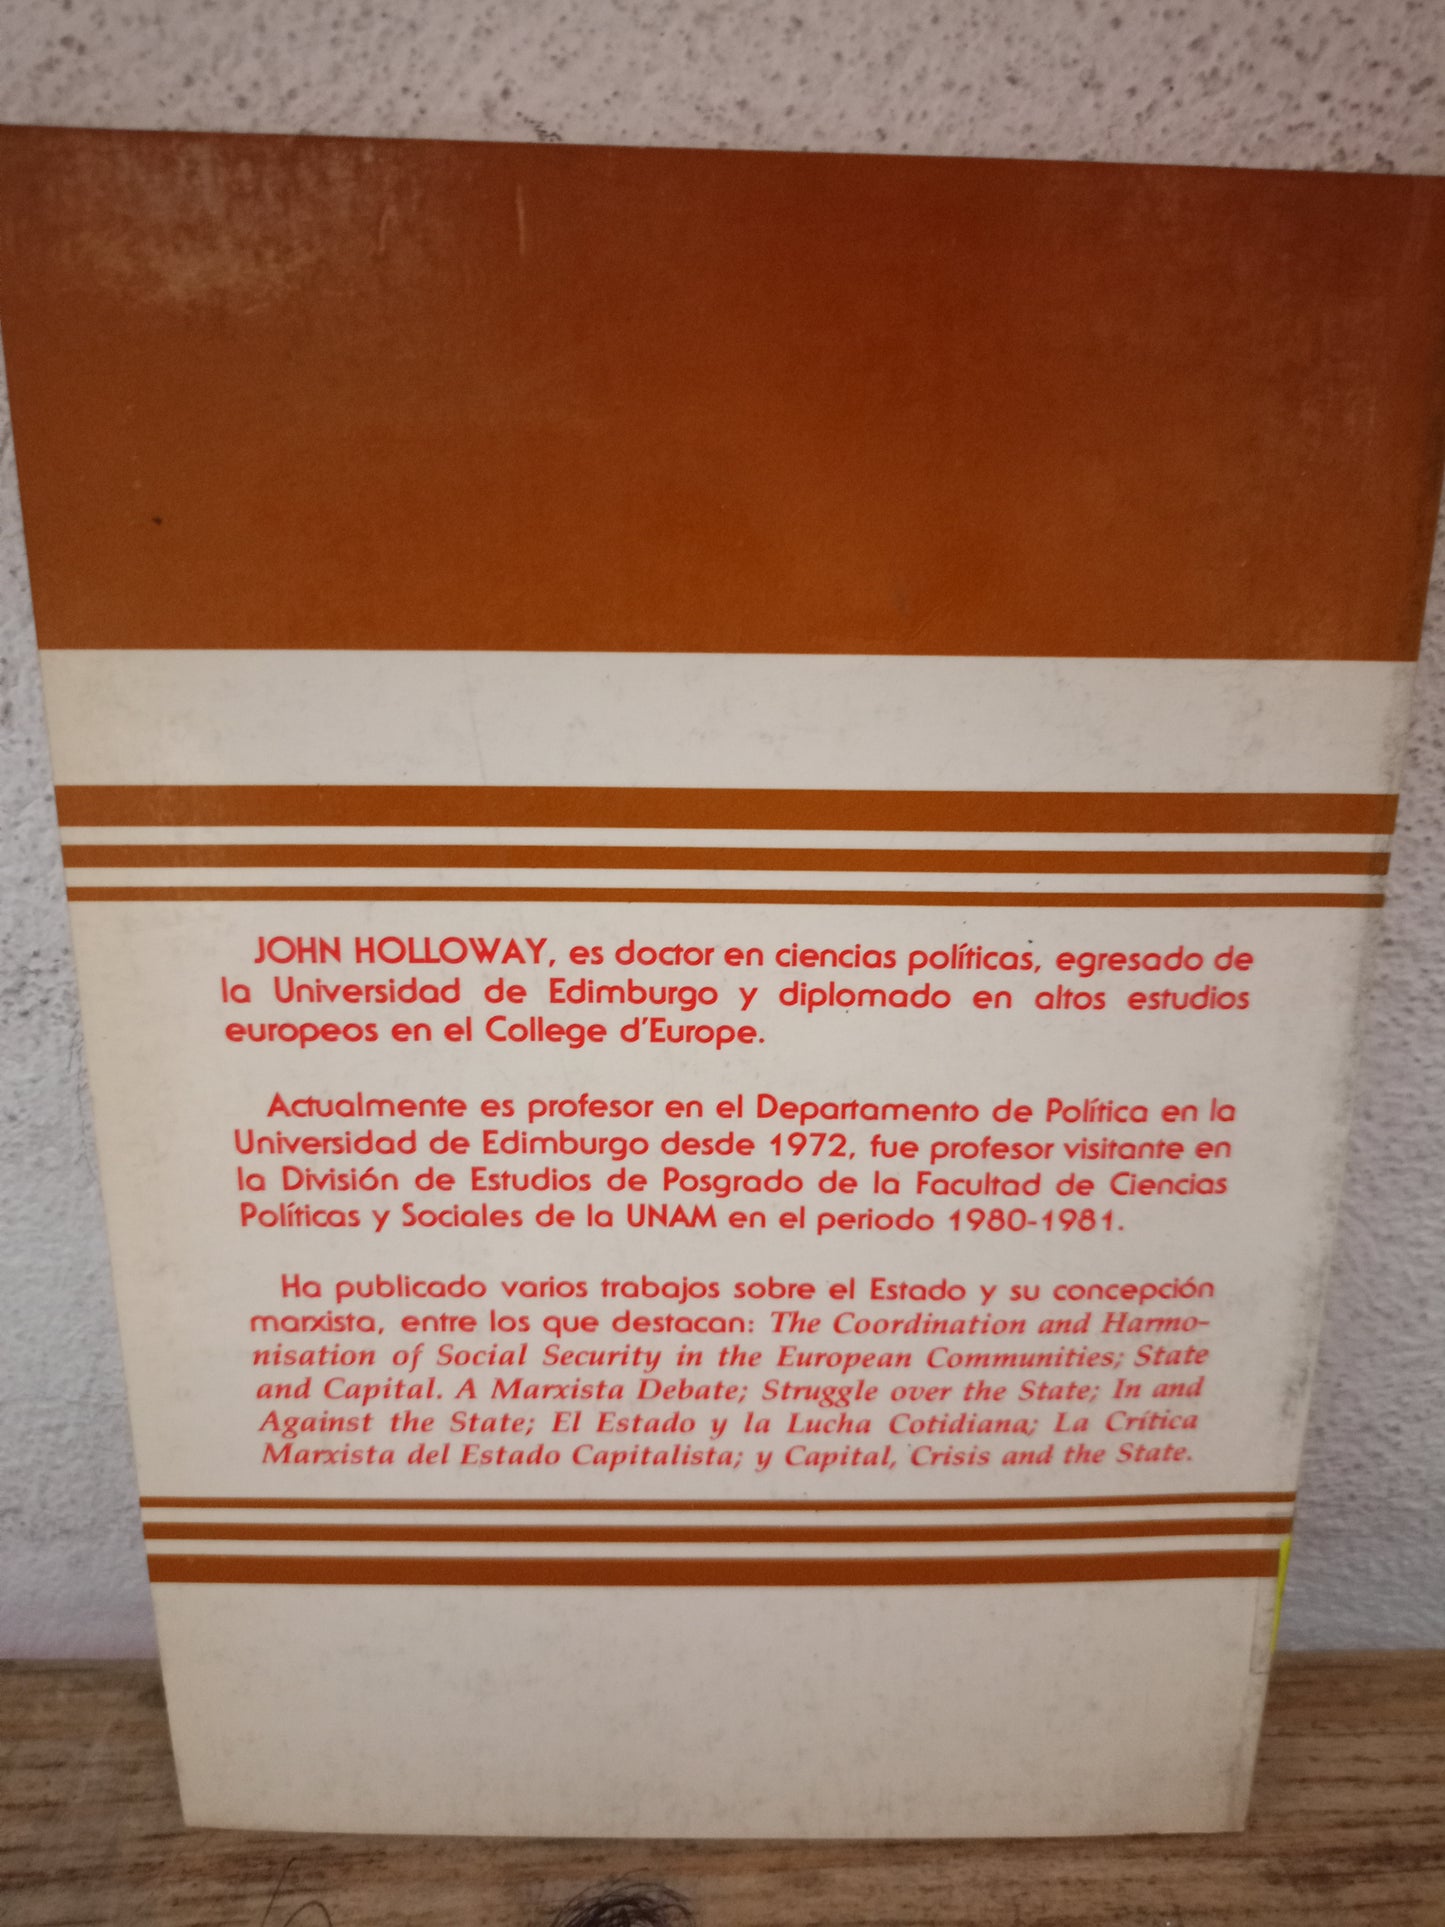 JOHN HOLLOWAY, es doctor en ciencias políticas, egresado de
la Universidad de Edimburgo y diplomado en altos estudios
europeos en el College d'Europe.
Actualmente es profesor en el Departamento de Política en la
Universidad de Edimburgo desde 1972, fue profesor visitante en
la División de Estudios de Posgrado de la Facultad de Ciencias
Políticas y Sociales de la UNAM en el periodo 1980-1981.
Ha publicado varios trabajos sobre el Estado y su concepción
marxista, entre los que destacan: The Coordination and Harmo-
nisation of Social Security in the European Communities; State
and Capital. A Marxista Debate; Struggle over the State; In and
Against the State; El Estado y la Lucha Cotidiana; La Crítica
Marxista del Estado Capitalista; y Capital, Crisis and the State.